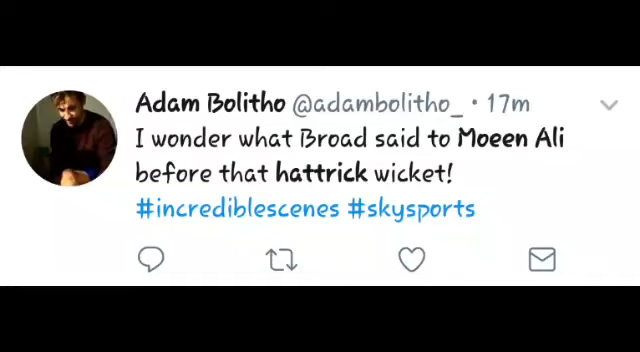 Adam Bolitho @adambolitho_ · 17m
I wonder what Broad said to Moeen Ali
before that hattrick wicket!
#incrediblescenes #skysports